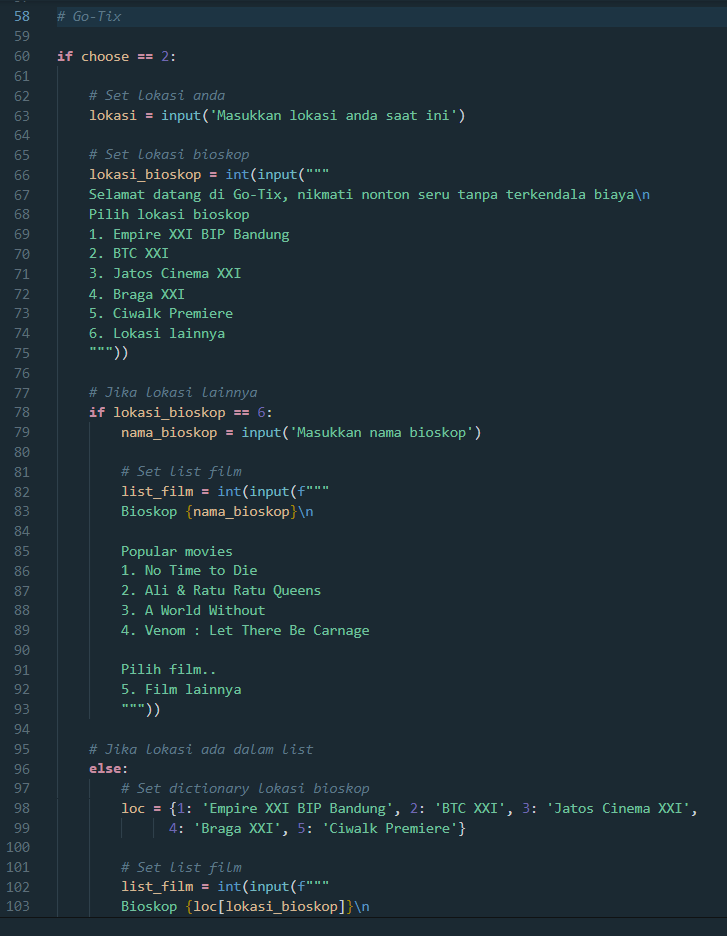 58 # Go-Tix
59
60 if choose == 2:
61
62 # Set lokasi anda
63 lokasi = input('Masukkan lokasi anda saat ini')
64
65 # Set lokasi bioskop
66 lokasi_bioskop = int(input("""
67 Selamat datang di Go-Tix, nikmati nonton seru tanpa terkendala biaya\n
68 Pilih lokasi bioskop
69 1. Empire XXI BIP Bandung
70 2. BTC XXI
71 3. Jatos Cinema XXI
72 4. Braga XXI
73 5. Ciwalk Premiere
74 6. Lokasi lainnya
75 """))
76
77 # Jika lokasi lainnya
78 if lokasi_bioskop == 6:
79 nama_bioskop = input('Masukkan nama bioskop')
80
81 # Set list film
82 list_film = int(input(f"""
83 Bioskop {nama_bioskop}\n
84
85 Popular movies
86 1. No Time to Die
87 2. Ali & Ratu Ratu Queens
88 3. A World Without
89 4. Venom : Let There Be Carnage
90
91 Pilih film..
92 5. Film lainnya
93 """))
94
95 # Jika lokasi ada dalam list
96 else:
97 # Set dictionary lokasi bioskop
98 loc = {1: 'Empire XXI BIP Bandung', 2: 'BTC XXI', 3: 'Jatos Cinema XXI',
99 4: 'Braga XXI', 5: 'Ciwalk Premiere'}
100
101 # Set list film
102 list_film = int(input(f"""
103 Bioskop {loc[lokasi_bioskop]}\n